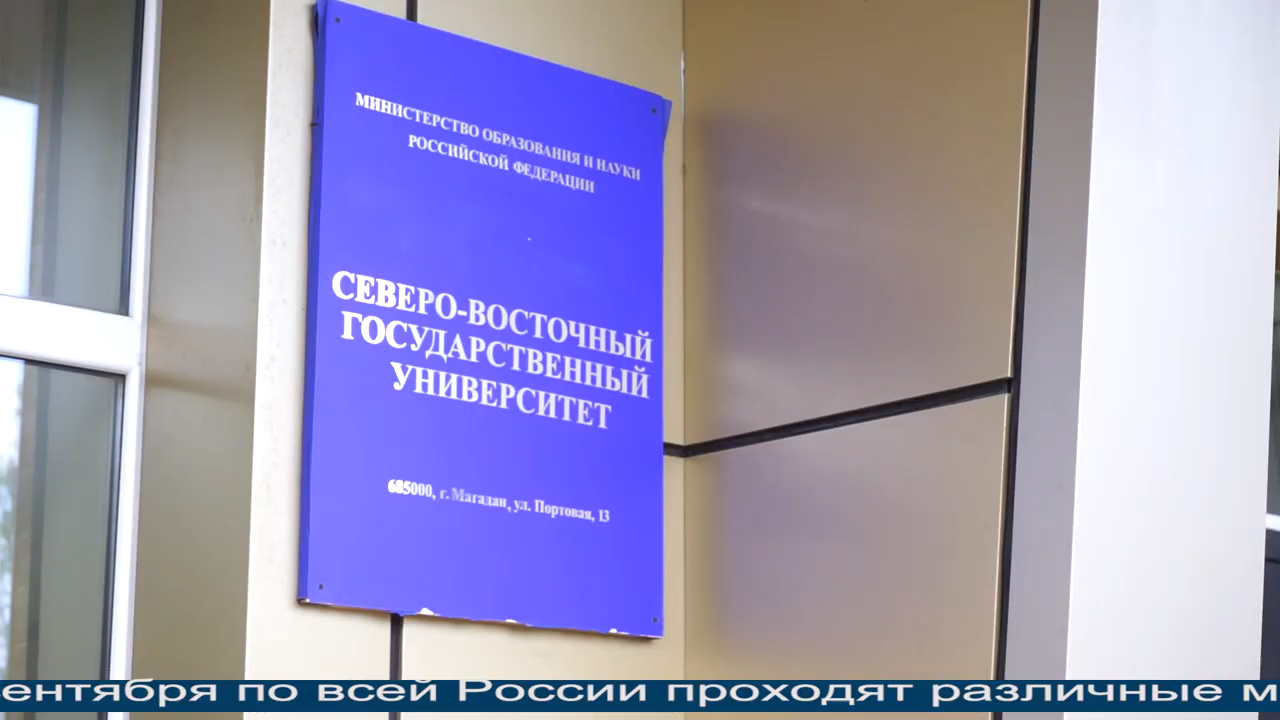 МИНИСТЕРСТВО ОБРАЗОВАНИЯ И НАУКИ
РОССИЙСКОЙ ФЕДЕРАЦИИ
СЕВЕРО-ВОСТОЧНЫЙ
ГОСУДАРСТВЕННЫЙ
УНИВЕРСИТЕТ
685000, г. Магадан, ул. Портовая, 13
ентября по всей России проходят различные м